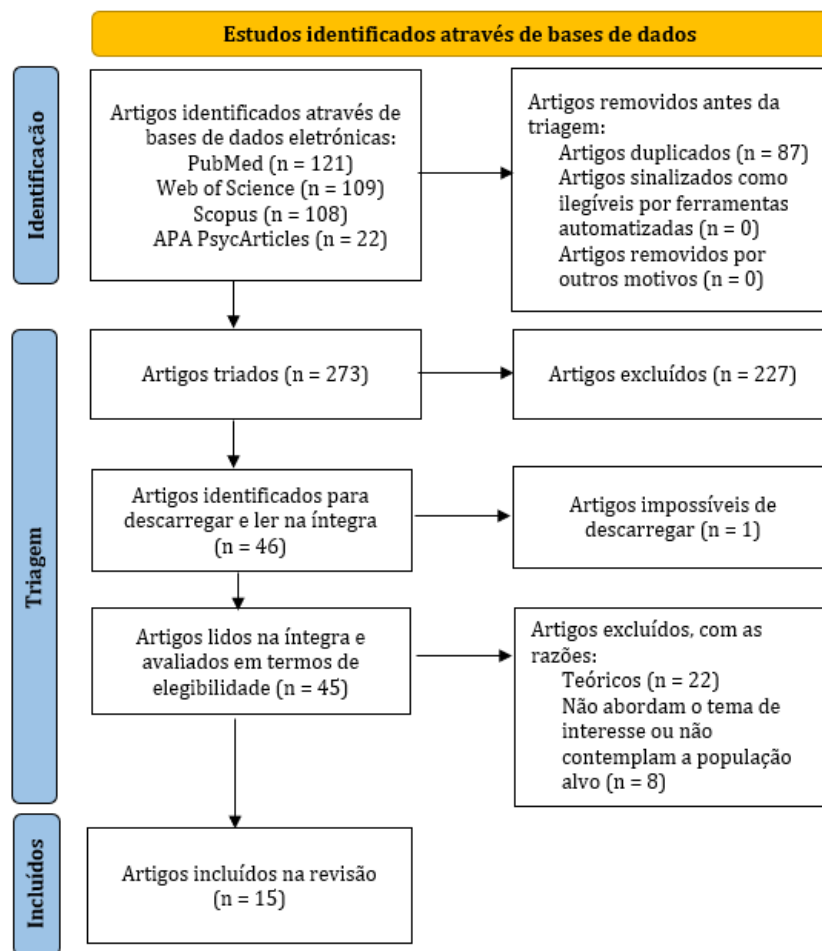 Estudos identificados através de bases de dados
Identificação
Artigos identificados através de
bases de dados eletrónicas:
PubMed (n = 121)
Web of Science (n = 109)
Scopus (n = 108)
APA PsycArticles (n = 22)
Artigos removidos antes da
triagem:
Artigos duplicados (n = 87)
Artigos sinalizados como
ilegíveis por ferramentas
automatizadas (n = 0)
Artigos removidos por
outros motivos (n = 0)
Triagem
Artigos triados (n = 273)
Artigos excluídos (n = 227)
Artigos identificados para
descarregar e ler na íntegra
(n = 46)
Artigos impossíveis de
descarregar (n = 1)
Artigos lidos na íntegra e
avaliados em termos de
elegibilidade (n = 45)
Artigos excluídos, com as
razões:
Teóricos (n = 22)
Não abordam o tema de
interesse ou não
contemplam a população
alvo (n = 8)
Incluídos
Artigos incluídos na revisão
(n = 15)